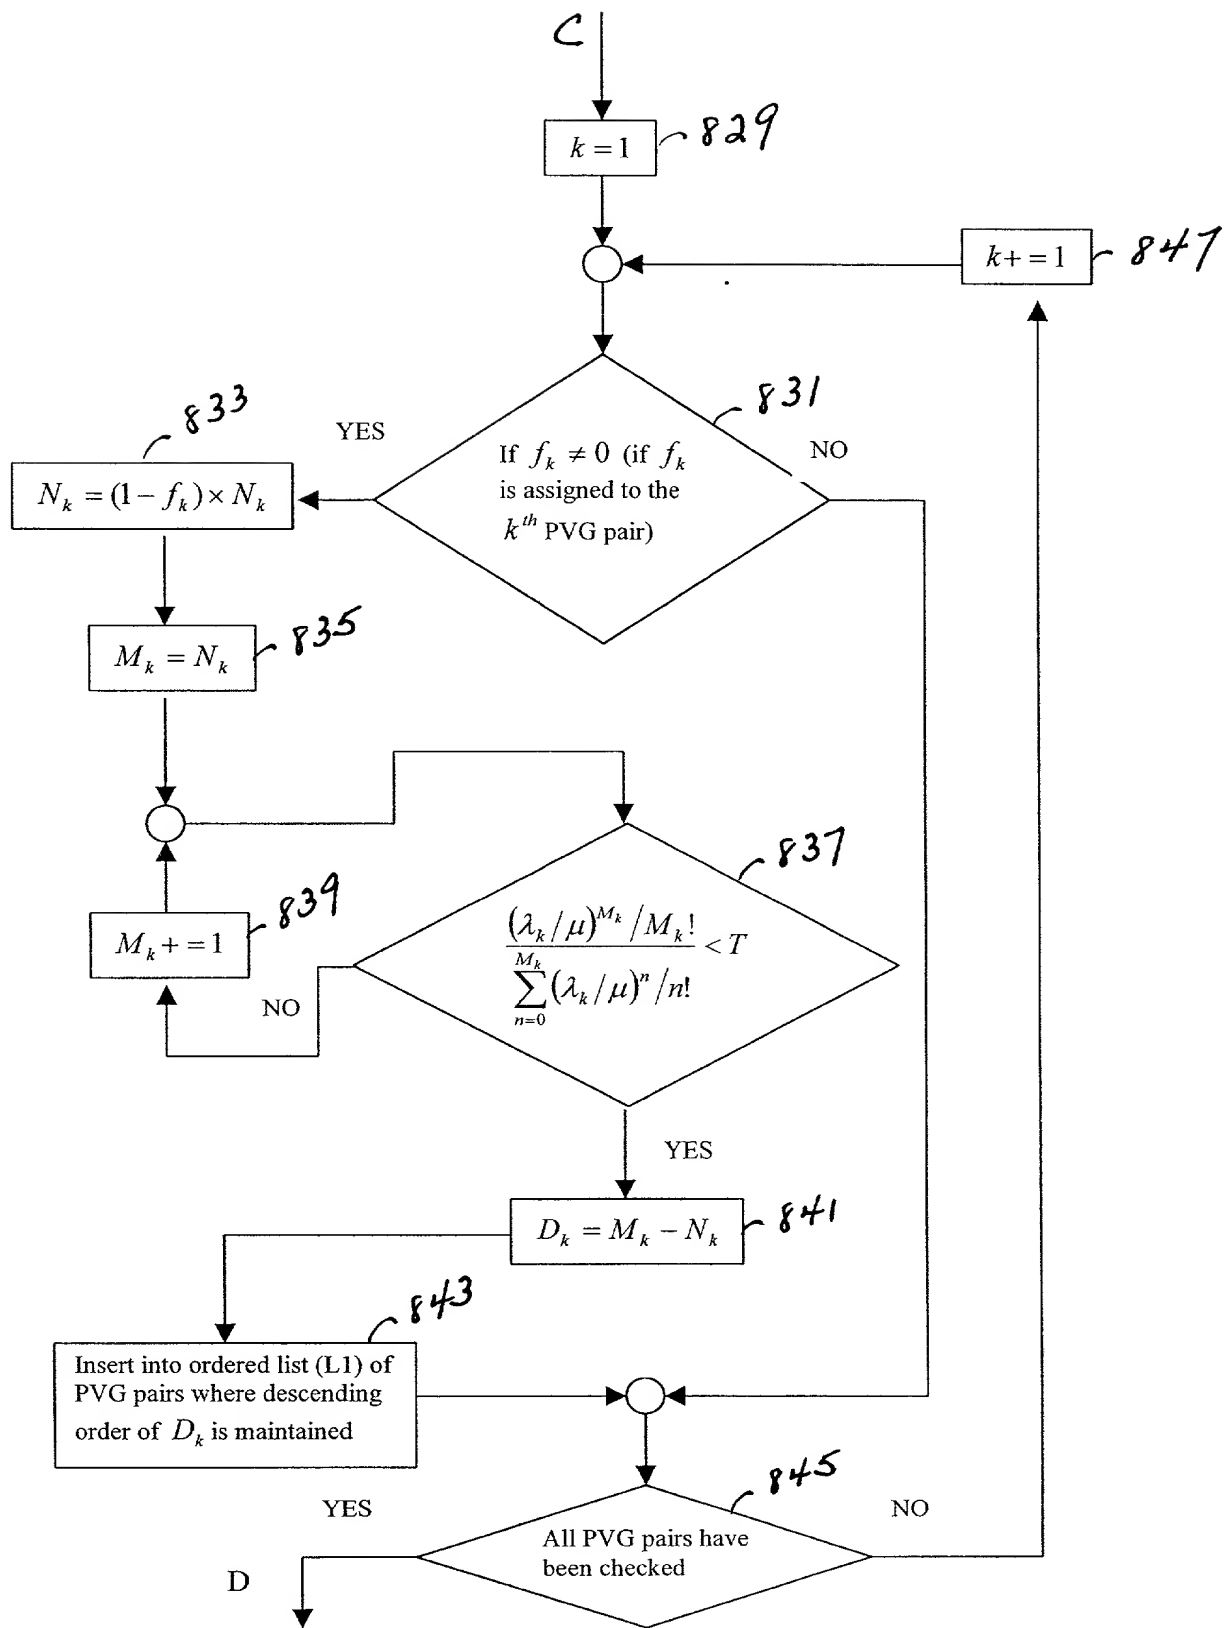 C
k = 1
829
k+ = 1
847
831
833
YES
NO
If f_k ≠ 0 (if f_k
is assigned to the
k^th PVG pair)
N_k = (1 − f_k) × N_k
835
M_k = N_k
837
839
M_k + = 1
(λ_k/μ)^{M_k}/M_k!
M_k
∑(λ_k/μ)^n/n!
n=0
< T
NO
YES
841
D_k = M_k − N_k
843
Insert into ordered list (L1) of
PVG pairs where descending
order of D_k is maintained
845
YES
NO
All PVG pairs have
been checked
D